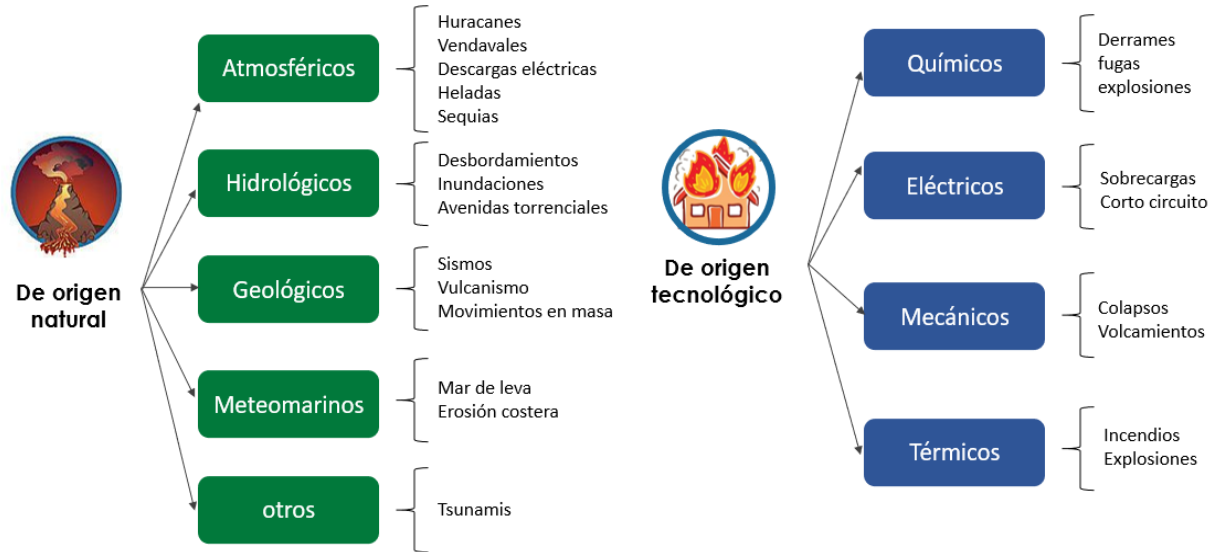 De origen
natural
Atmosféricos
Huracanes
Vendavales
Descargas eléctricas
Heladas
Sequias
Hidrológicos
Desbordamientos
Inundaciones
Avenidas torrenciales
Geológicos
Sismos
Vulcanismo
Movimientos en masa
Meteomarinos
Mar de leva
Erosión costera
otros
Tsunamis
De origen
tecnológico
Químicos
Derrames
fugas
explosiones
Eléctricos
Sobrecargas
Corto circuito
Mecánicos
Colapsos
Volcamientos
Térmicos
Incendios
Explosiones